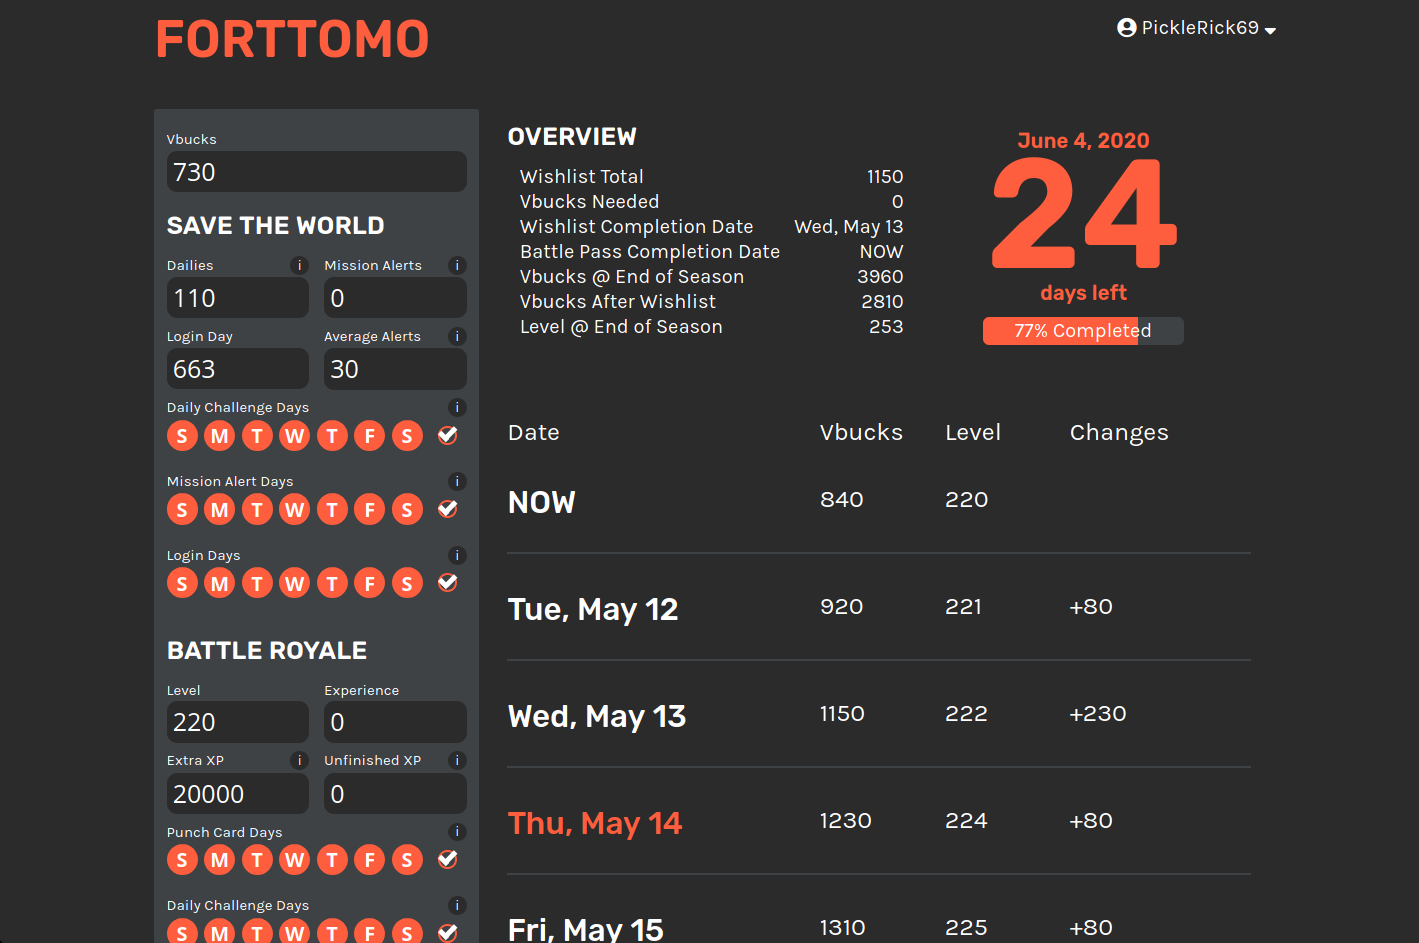 FORTTOMO
PickleRick69
Vbucks
730
SAVE THE WORLD
Dailies i Mission Alerts i
110 0
Login Day Average Alerts i
663 30
Daily Challenge Days i
S M T W T F S
Mission Alert Days i
S M T W T F S
Login Days i
S M T W T F S
BATTLE ROYALE
Level Experience
220 0
Extra XP i Unfinished XP i
20000 0
Punch Card Days i
S M T W T F S
Daily Challenge Days i
S M T W T F S
OVERVIEW
Wishlist Total 1150
Vbucks Needed 0
Wishlist Completion Date Wed, May 13
Battle Pass Completion Date NOW
Vbucks @ End of Season 3960
Vbucks After Wishlist 2810
Level @ End of Season 253
June 4, 2020
24
days left
77% Completed
Date Vbucks Level Changes
NOW 840 220
Tue, May 12 920 221 +80
Wed, May 13 1150 222 +230
Thu, May 14 1230 224 +80
Fri, May 15 1310 225 +80